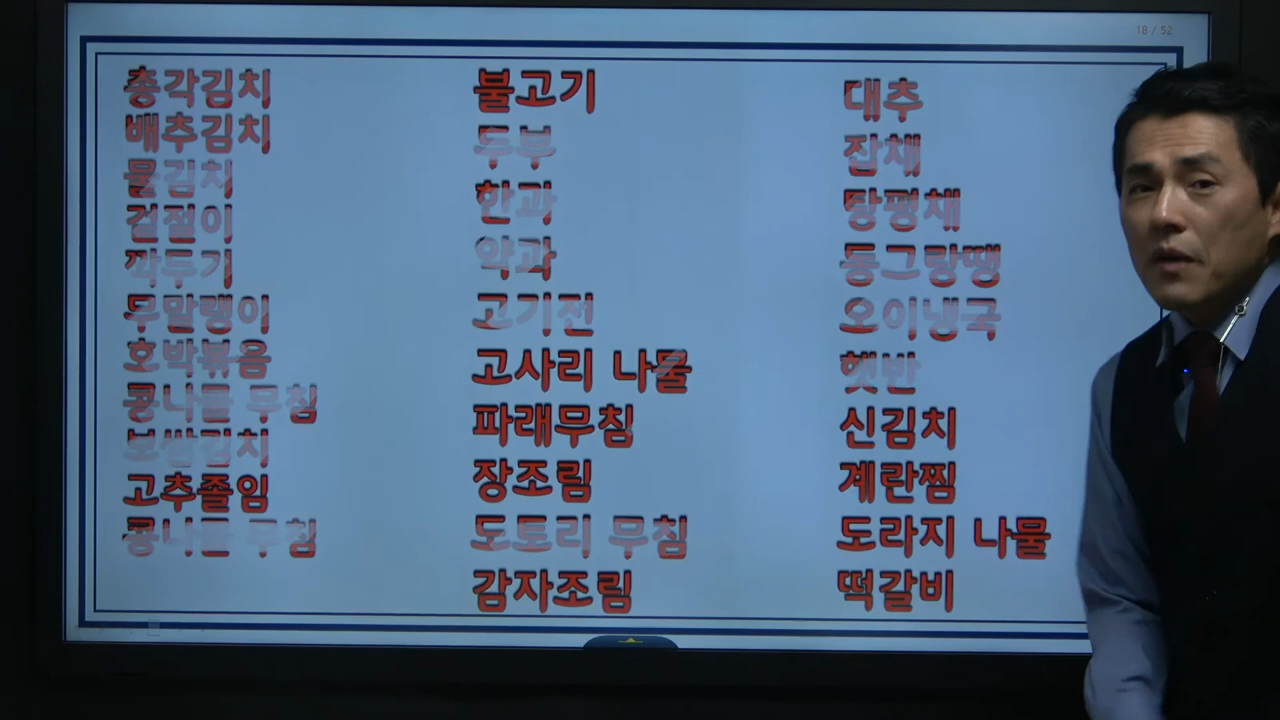 18 / 52
총각김치
배추김치
물김치
겉절이
깍두기
무말랭이
호박볶음
콩나물 무침
보쌈김치
고추졸임
콩나물 무침
불고기
두부
한과
약과
고기전
고사리 나물
파래무침
장조림
도토리 무침
감자조림
대추
잡채
탕평채
동그랑땡
오이냉국
햇반
신김치
계란찜
도라지 나물
떡갈비